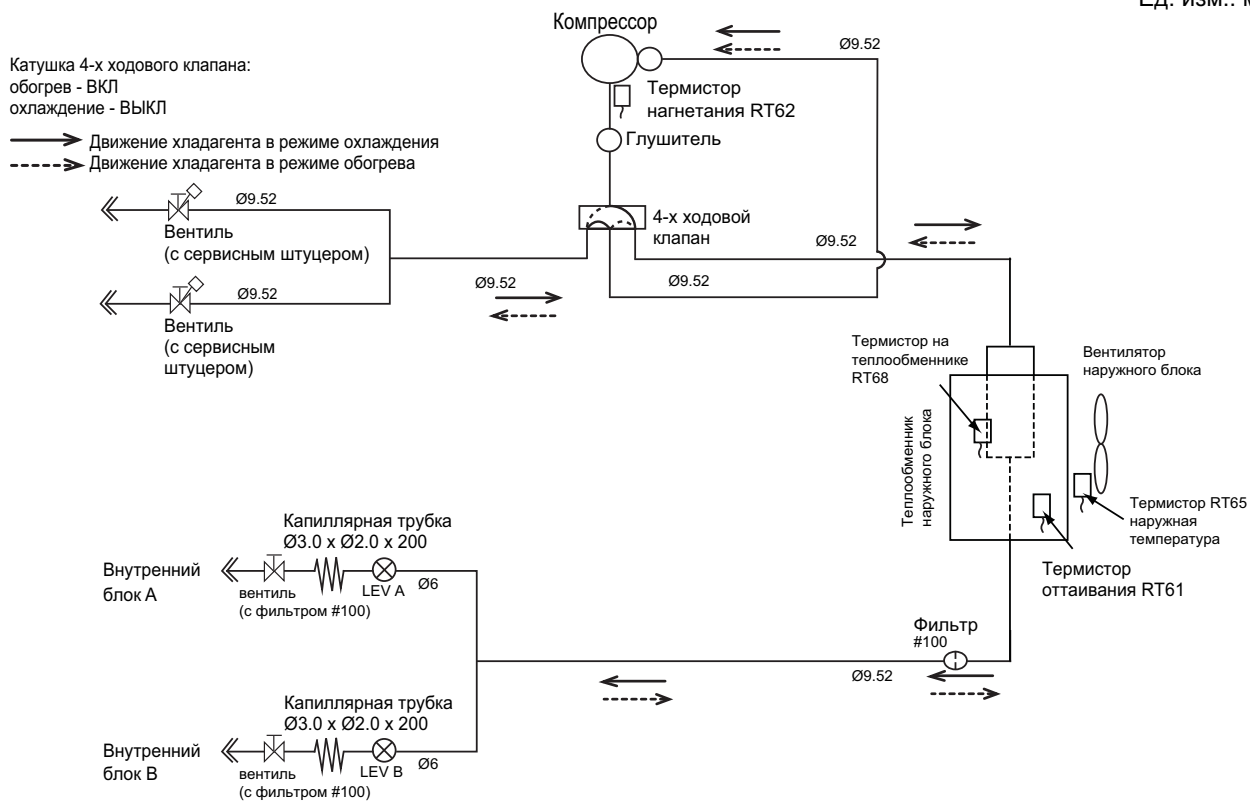 Ед. изм.: м
Компрессор
Ø9.52
Катушка 4-х ходового клапана:
обогрев - ВКЛ
охлаждение - ВЫКЛ
Движение хладагента в режиме охлаждения
Движение хладагента в режиме обогрева
Термистор
нагнетания RT62
Глушитель
4-х ходовой
клапан
Ø9.52
Вентиль
(с сервисным штуцером)
Ø9.52
Вентиль
(с сервисным
штуцером)
Ø9.52
Ø9.52
Ø9.52
Термистор на
теплообменнике
RT68
Вентилятор
наружного блока
Теплообменник
наружного блока
Термистор RT65
наружная
температура
Термистор
оттаивания RT61
Фильтр
#100
Ø9.52
Капиллярная трубка
Ø3.0 x Ø2.0 x 200
Внутренний
блок А
вентиль
(с фильтром #100)
LEV A
Ø6
Капиллярная трубка
Ø3.0 x Ø2.0 x 200
Внутренний
блок В
вентиль
(с фильтром #100)
LEV B
Ø6